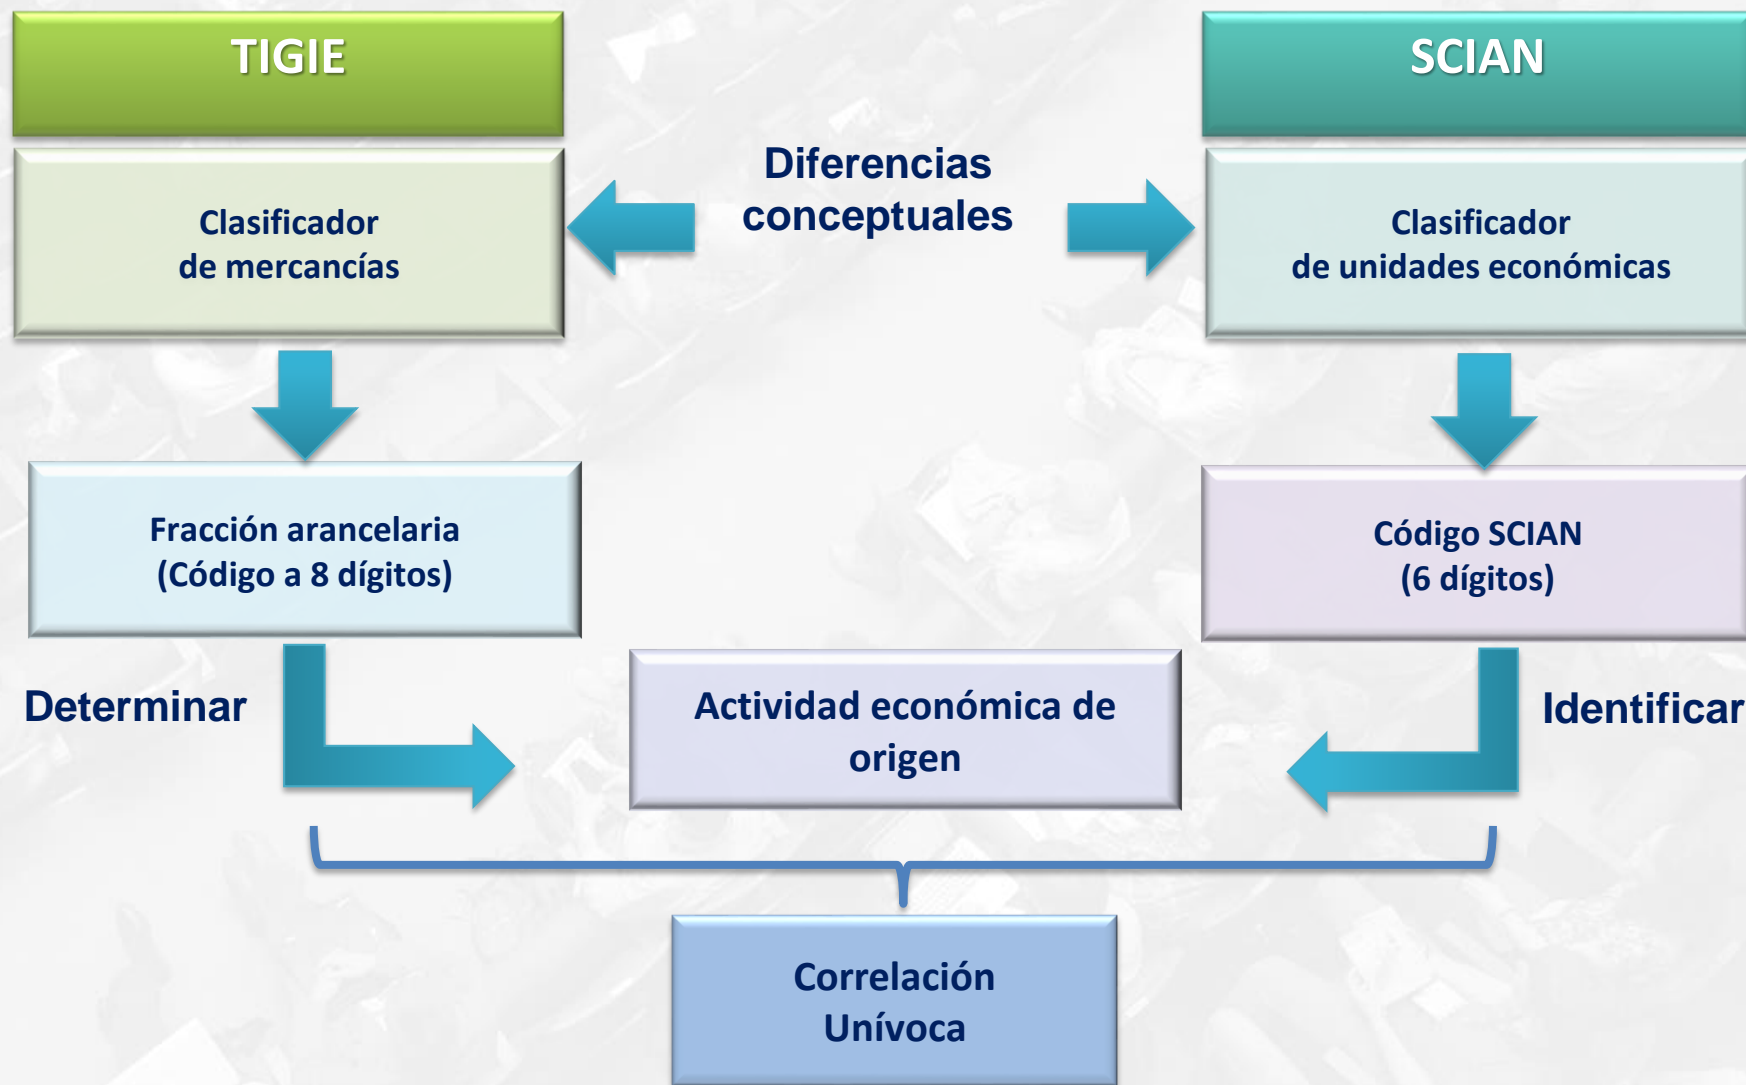 TIGIE
SCIAN
Diferencias
conceptuales
Clasificador
de mercancías
Clasificador
de unidades económicas
Fracción arancelaria
(Código a 8 dígitos)
Código SCIAN
(6 dígitos)
Determinar
Actividad económica de
origen
Identificar
Correlación
Unívoca